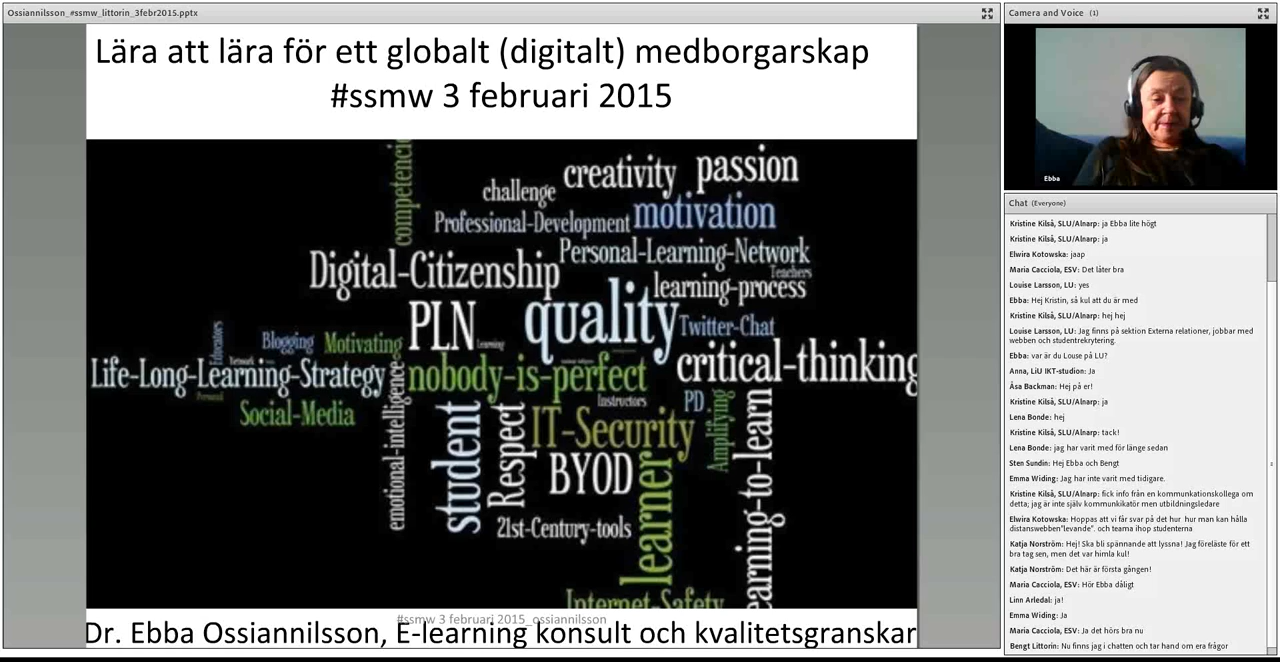 Ossiannilsson_#ssmw_littorin_3febr2015.pptx
Lära att lära för ett globalt (digitalt) medborgarskap
#ssmw 3 februari 2015
competenci
creativity
passion
challenge
Professional-Development
motivation
Personal-Learning-Network
Digital-Citizenship
Teachers
learning-process
PLN
Learning
quality
Twitter-Chat
Educators
Blogging
Motivating
Network
critical-thinking
Life-Long-Learning-Strategy
nobody-is-perfect
Personal
Instructors
PD
Social-Media
emotional-intelligence
student
Respect
IT-Security
Amplifying
BYOD
21st-Century-tools
learner
earning-to-learn
Internet-Safety
#ssmw 3 februari 2015_ossiannilsson
Dr. Ebba Ossiannilsson, E-learning konsult och kvalitetsgranskar
Camera and Voice (1)
Ebba
Chat (Everyone)
Kristine Kilså, SLU/Alnarp: ja Ebba lite högt
Kristine Kilså, SLU/Alnarp: ja
Elwira Kotowska: jaap
Maria Cacciola, ESV: Det låter bra
Louise Larsson, LU: yes
Ebba: Hej Kristin, så kul att du är med
Kristine Kilså, SLU/Alnarp: hej hej
Louise Larsson, LU: Jag finns på sektion Externa relationer, jobbar med
webben och studentrekrytering.
Ebba: var är du Louse på LU?
Anna, LiU IKT-studion: Ja
Åsa Backman: Hej på er!
Kristine Kilså, SLU/Alnarp: ja
Lena Bonde: hej
Kristine Kilså, SLU/Alnarp: tack!
Lena Bonde: jag har varit med för länge sedan
Sten Sundin: Hej Ebba och Bengt
Emma Widing: Jag har inte varit med tidigare.
Kristine Kilså, SLU/Alnarp: fick info från en kommunkationskollega om
detta; jag är inte själv kommunkikatör men utbildningsledare
Elwira Kotowska: Hoppas att vi får svar på det hur hur man kan hålla
distanswebben"levande". och teama ihop studenterna
Katja Norström: Hej! Ska bli spännande att lyssna! Jag föreläste för ett
bra tag sen, men det var himla kul!
Katja Norström: Det här är första gången!
Maria Cacciola, ESV: Hör Ebba dåligt
Linn Arledal: ja!
Emma Widing: Ja
Maria Cacciola, ESV: Ja det hörs bra nu
Bengt Littorin: Nu finns jag i chatten och tar hand om era frågor